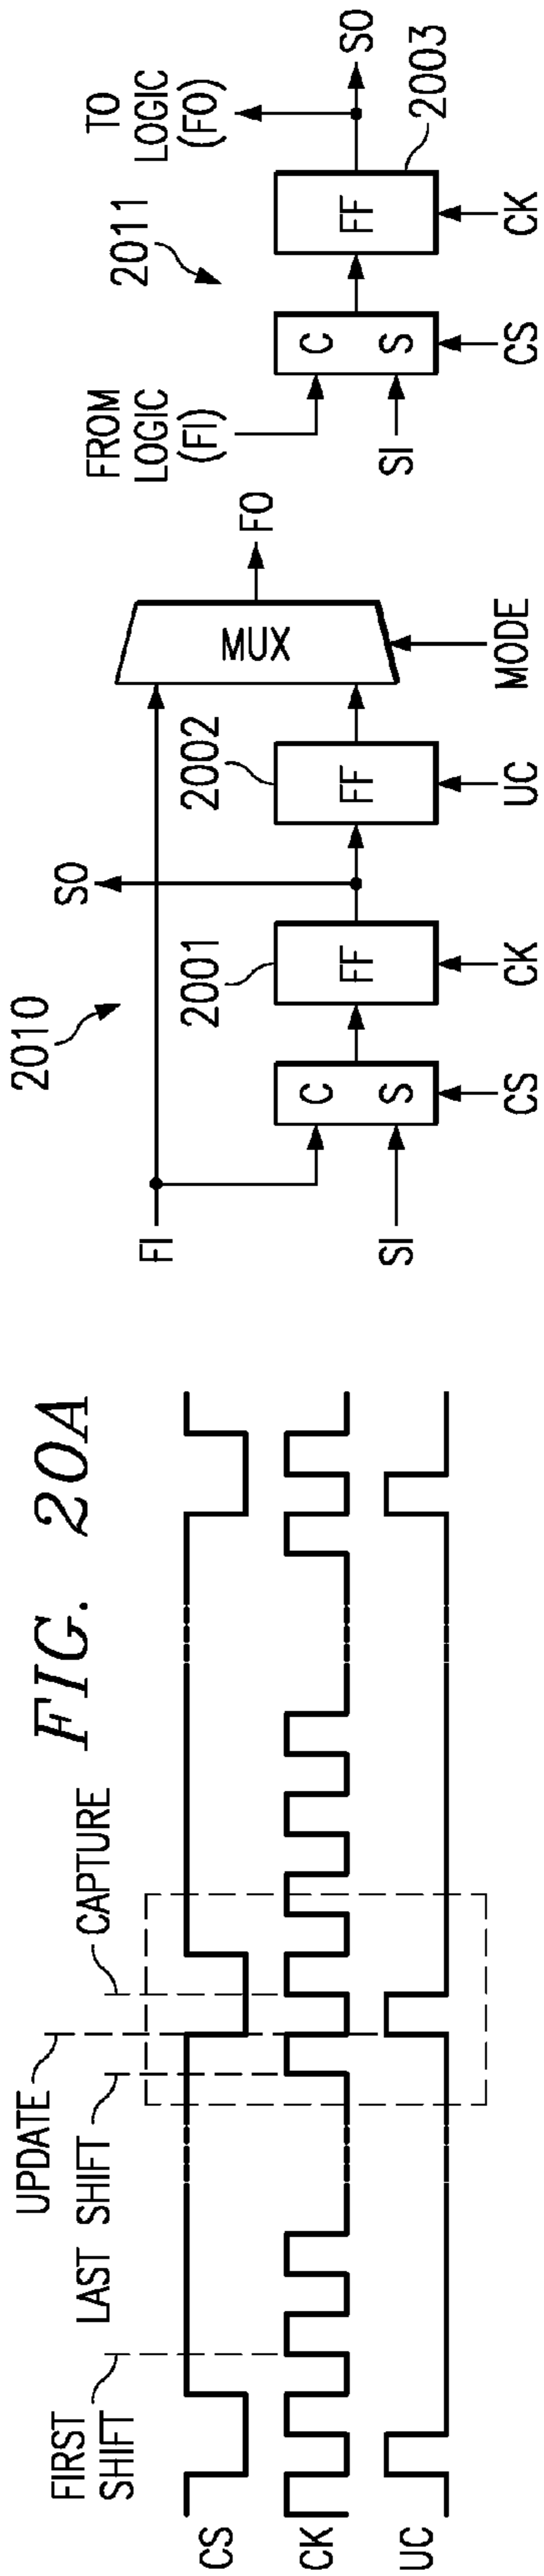 FIG. 20A
FIRST
SHIFT
LAST SHIFT
UPDATE
CAPTURE
CS
CK
UC
2010
FI
SI
C
S
CS
2001
FF
CK
SO
2002
FF
UC
MUX
MODE
FO
2011
FROM
LOGIC
(FI)
SI
C
S
CS
FF
CK
2003
TO
LOGIC
(FO)
SO